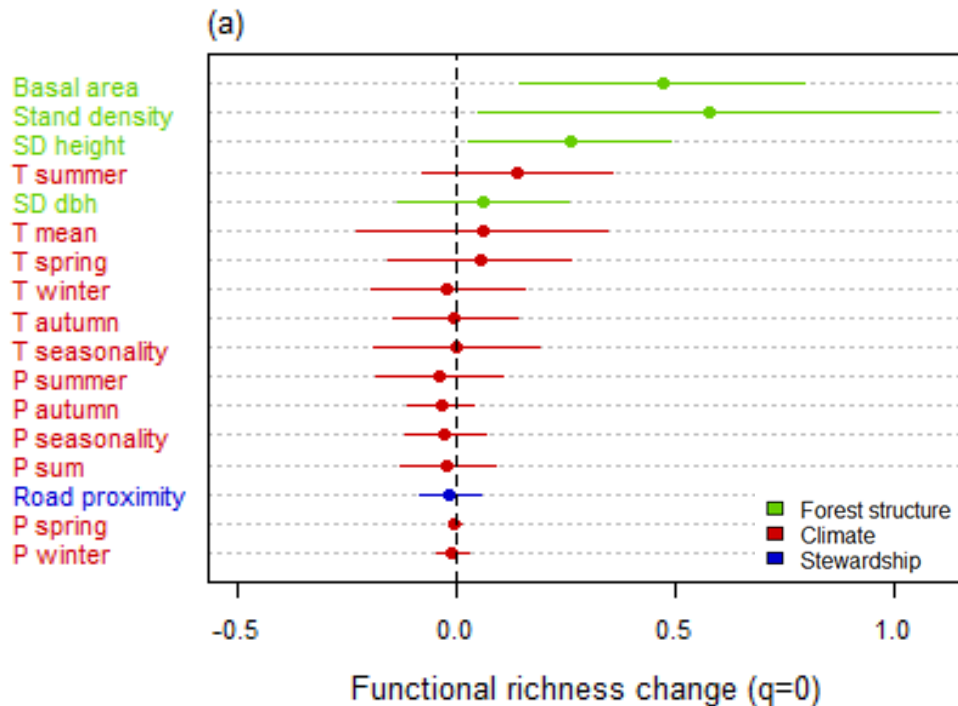 (a)
Basal area
Stand density
SD height
T summer
SD dbh
T mean
T spring
T winter
T autumn
T seasonality
P summer
P autumn
P seasonality
P sum
Road proximity
P spring
P winter
Forest structure
Climate
Stewardship
-0.5 0.0 0.5 1.0
Functional richness change (q=0)